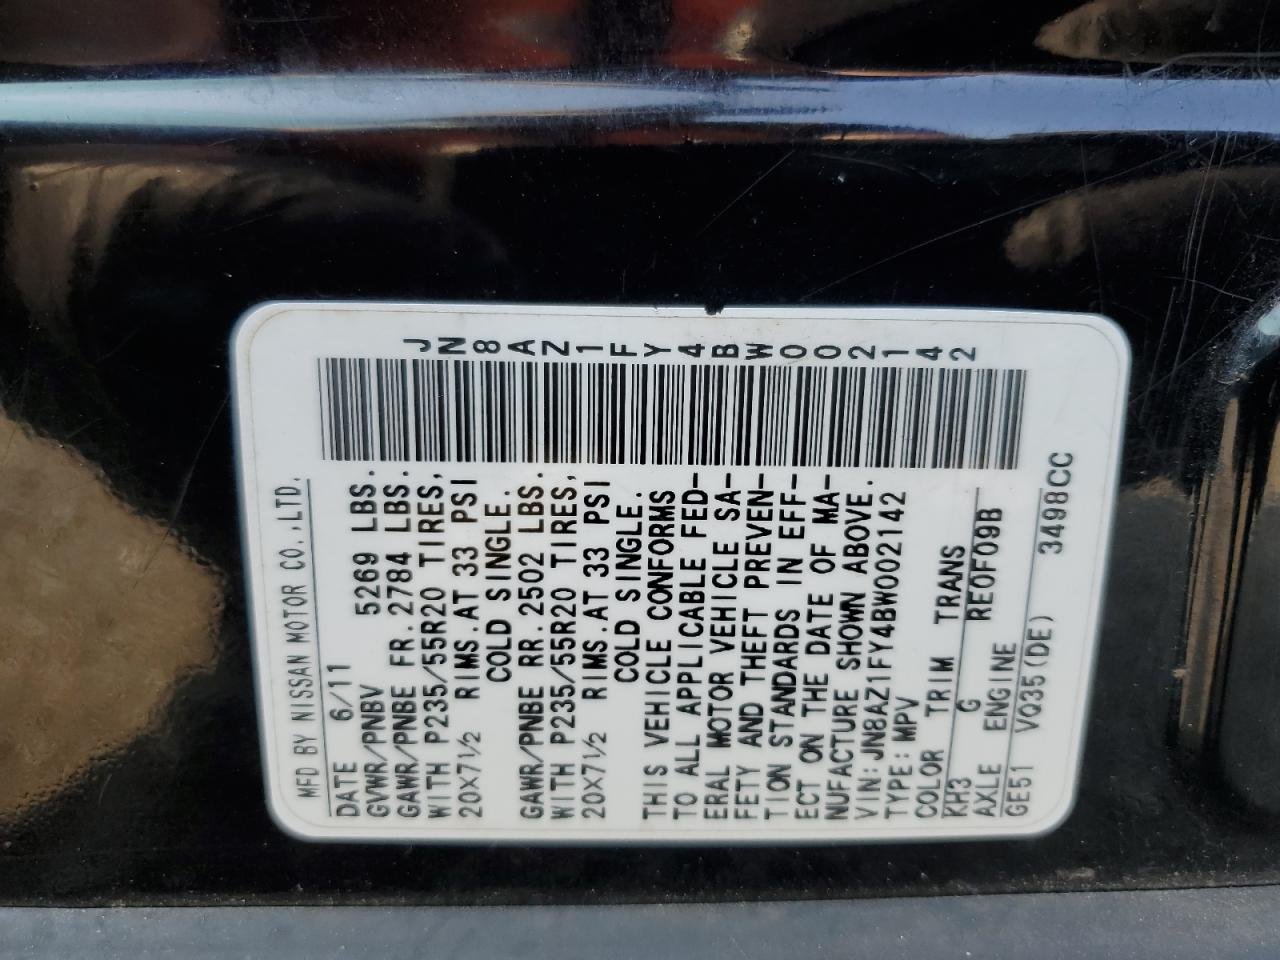 MFD BY NISSAN MOTOR CO.,LTD.
DATE 6/11
GVWR/PNBV 5269 LBS.
GAWR/PNBE FR. 2784 LBS.
WITH P235/55R20 TIRES,
20X7½ RIMS.AT 33 PSI
COLD SINGLE.
GAWR/PNBE RR. 2502 LBS.
WITH P235/55R20 TIRES,
20X7½ RIMS.AT 33 PSI
COLD SINGLE.
THIS VEHICLE CONFORMS
TO ALL APPLICABLE FED-
ERAL MOTOR VEHICLE SA-
FETY AND THEFT PREVEN-
TION STANDARDS IN EFF-
ECT ON THE DATE OF MA-
NUFACTURE SHOWN ABOVE.
VIN:JN8AZ1FY4BW002142
TYPE:MPV
COLOR TRIM TRANS
KH3 G RE0F09B
AXLE ENGINE
GE51 VQ35(DE) 3498CC
JN8AZ1FY4BW002142